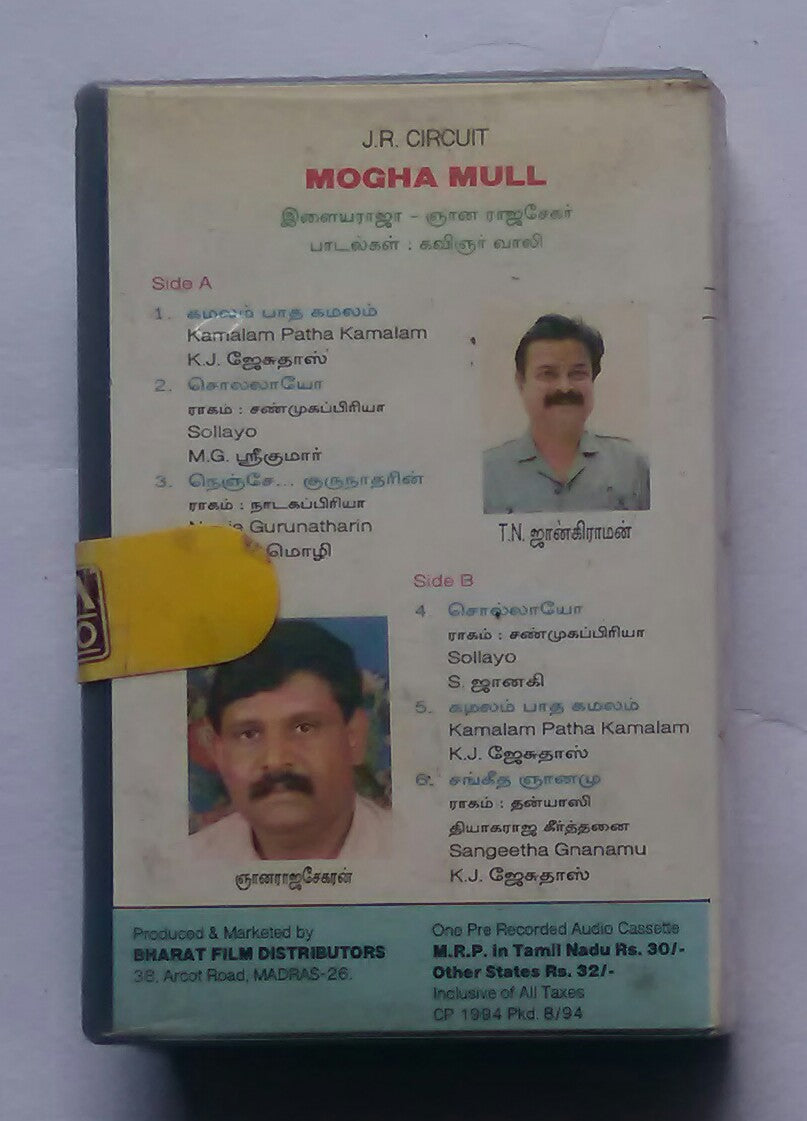 J.R. CIRCUIT
MOGHA MULL
இளையராஜா - ஞான ராஜசேகர்
பாடல்கள் : கவிஞர் வாலி
Side A
1. கமலம் பாத கமலம்
Kamalam Patha Kamalam
K.J. ஜேசுதாஸ்
2. சொல்லாயோ
ராகம் : சண்முகப்பிரியா
Sollayo
M.G. ஸ்ரீகுமார்
3. நெஞ்சே... குருநாதரின்
ராகம் : நாடகப்பிரியா
Gurunatharin
மொழி
T.N. ஜானகிராமன்
Side B
4. சொல்லாயோ
ராகம் : சண்முகப்பிரியா
Sollayo
S. ஜானகி
5. கமலம் பாத கமலம்
Kamalam Patha Kamalam
K.J. ஜேசுதாஸ்
6. சங்கீத ஞானமு
ராகம் : தன்யாஸி
தியாகராஜ கீர்த்தனை
Sangeetha Gnanamu
K.J. ஜேசுதாஸ்
ஞானராஜசேகரன்
Produced & Marketed by
BHARAT FILM DISTRIBUTORS
38, Arcot Road, MADRAS-26.
One Pre Recorded Audio Cassette
M.R.P. in Tamil Nadu Rs. 30/-
Other States Rs. 32/-
Inclusive of All Taxes
CP 1994 Pkd. 8/94